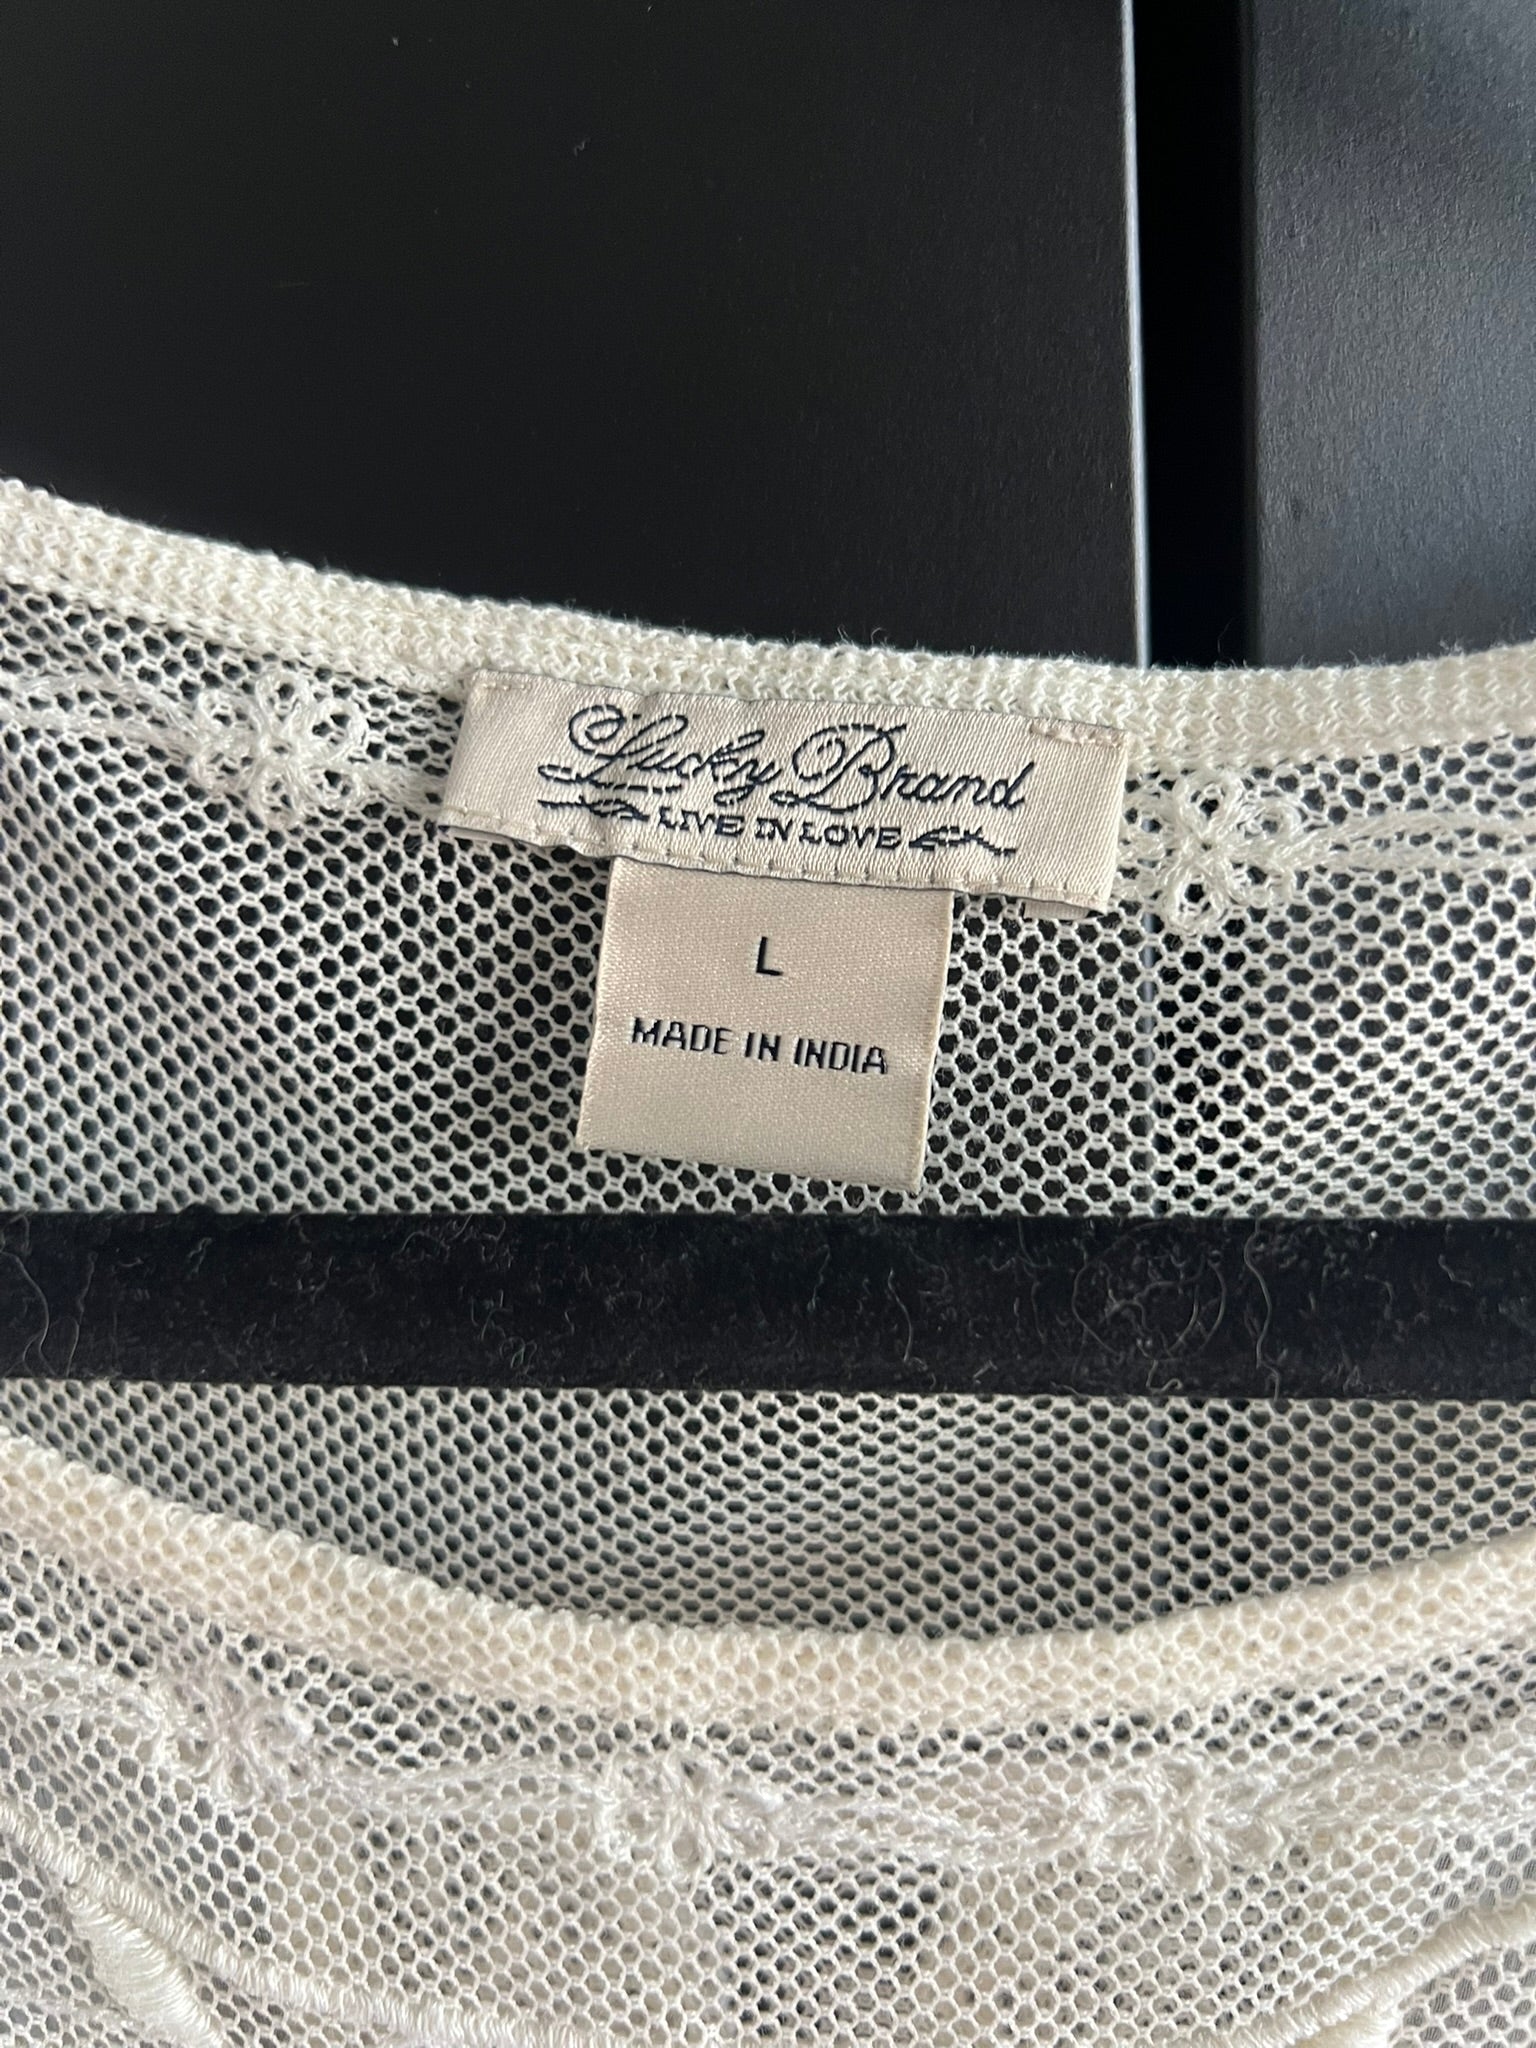 Lucky Brand
LIVE IN LOVE
L
MADE IN INDIA